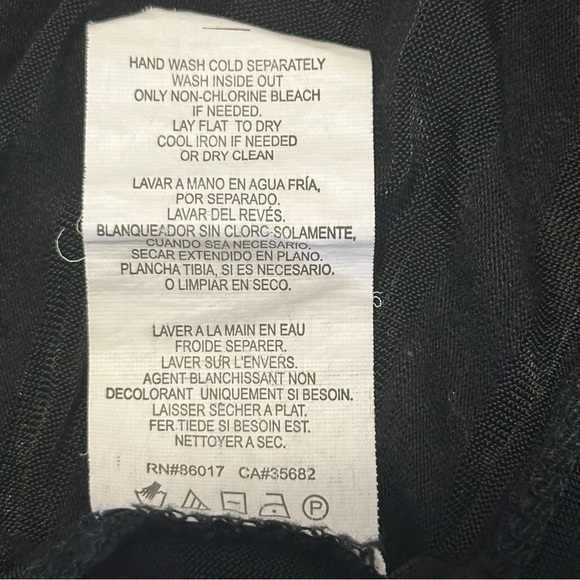 HAND WASH COLD SEPARATELY
WASH INSIDE OUT
ONLY NON-CHLORINE BLEACH
IF NEEDED.
LAY FLAT TO DRY
COOL IRON IF NEEDED
OR DRY CLEAN
LAVAR A MANO EN AGUA FRÍA,
POR SEPARADO.
LAVAR DEL REVÉS.
BLANQUEADOR SIN CLORO SOLAMENTE,
CUANDO SEA NECESARIO.
SECAR EXTENDIDO EN PLANO.
PLANCHA TIBIA, SI ES NECESARIO.
O LIMPIAR EN SECO.
LAVER A LA MAIN EN EAU
FROIDE SEPARER.
LAVER SUR L'ENVERS.
AGENT BLANCHISSANT NON
DECOLORANT UNIQUEMENT SI BESOIN.
LAISSER SÈCHER A PLAT.
FER TIEDE SI BESOIN EST.
NETTOYER A SEC.
RN#86017 CA#35682
P